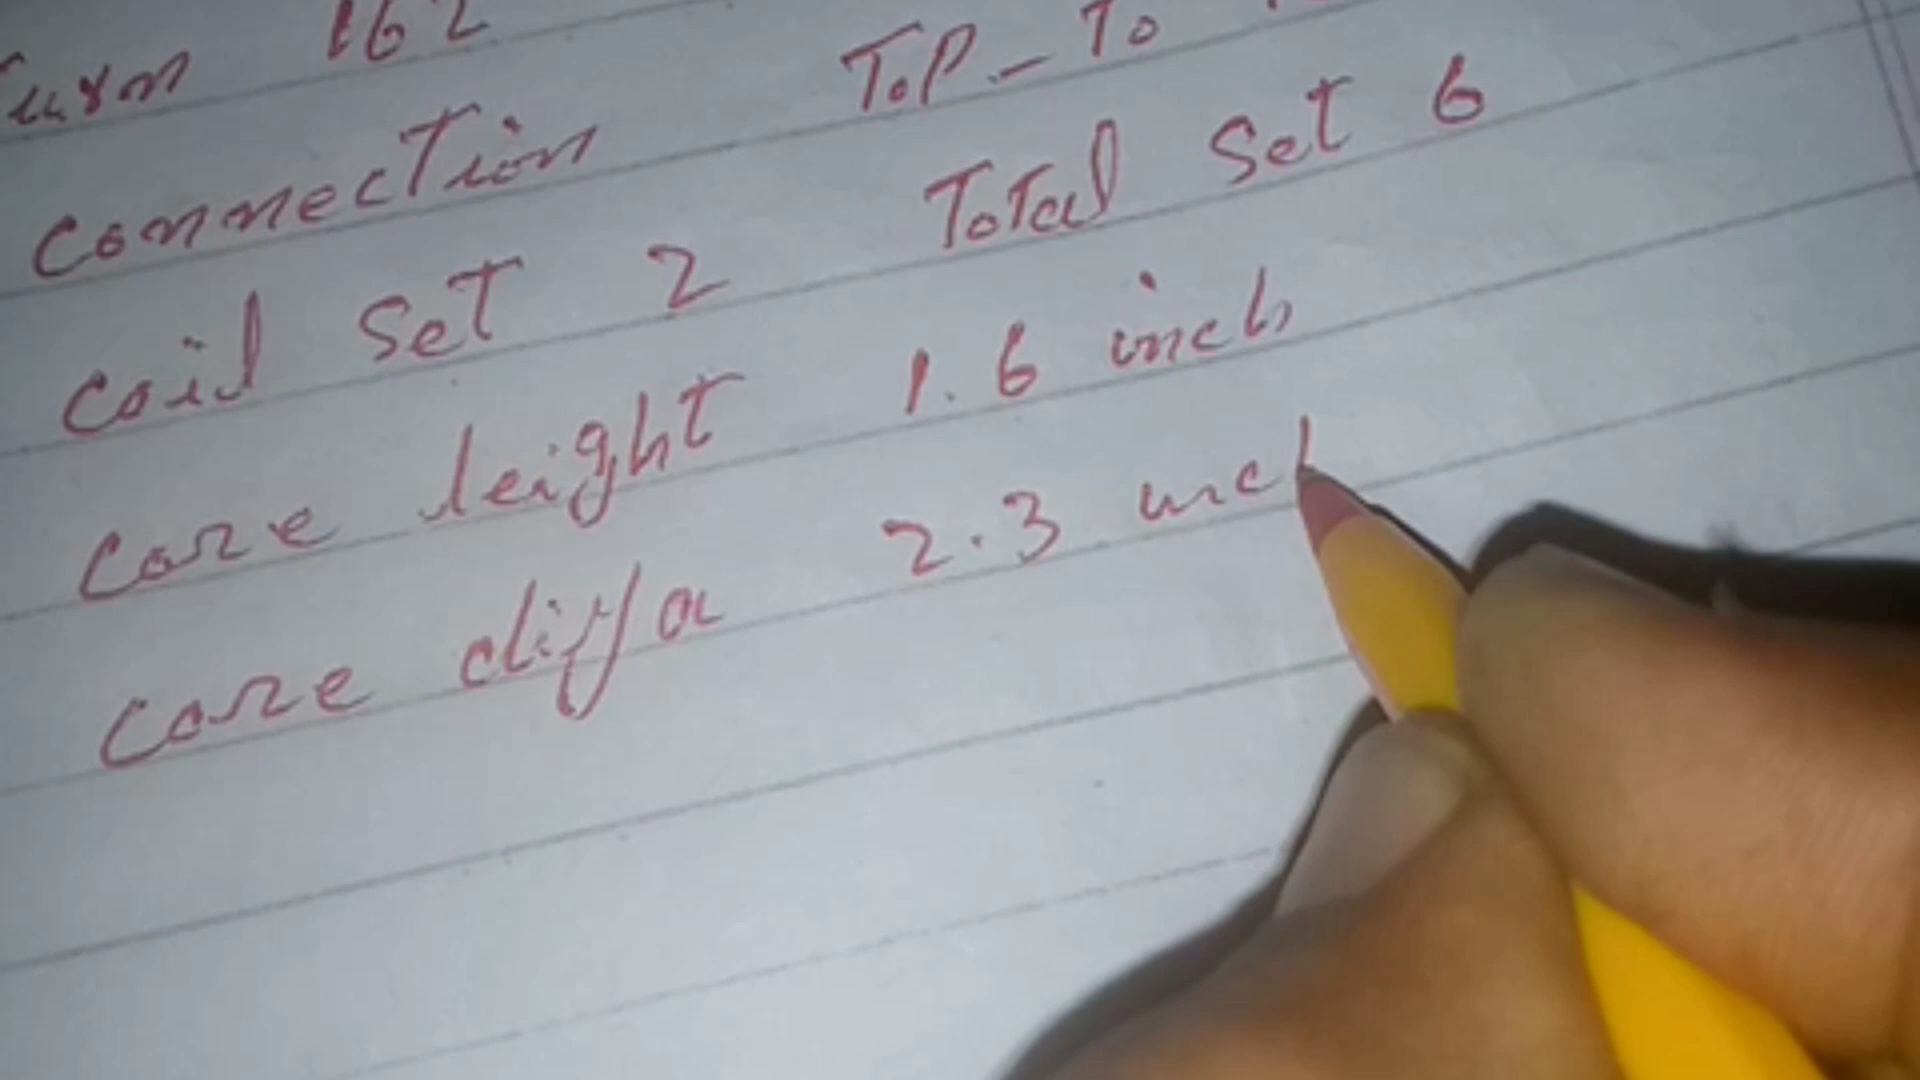 Turn 162
connection ToP-To
coil set 2 Total set 6
core leight 1.6 inch
core diffa 2.3 inch